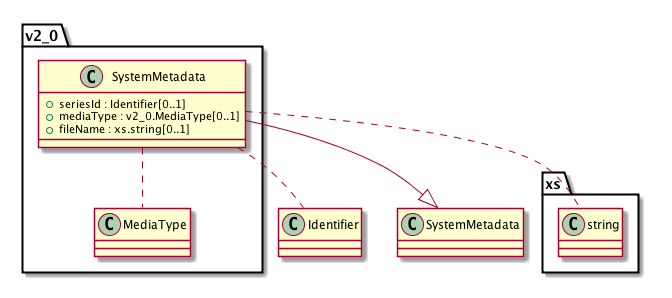 v2_0
C SystemMetadata
seriesId : Identifier[0..1]
mediaType : v2_0.MediaType[0..1]
fileName : xs.string[0..1]
xs
C MediaType
C Identifier
C SystemMetadata
C string